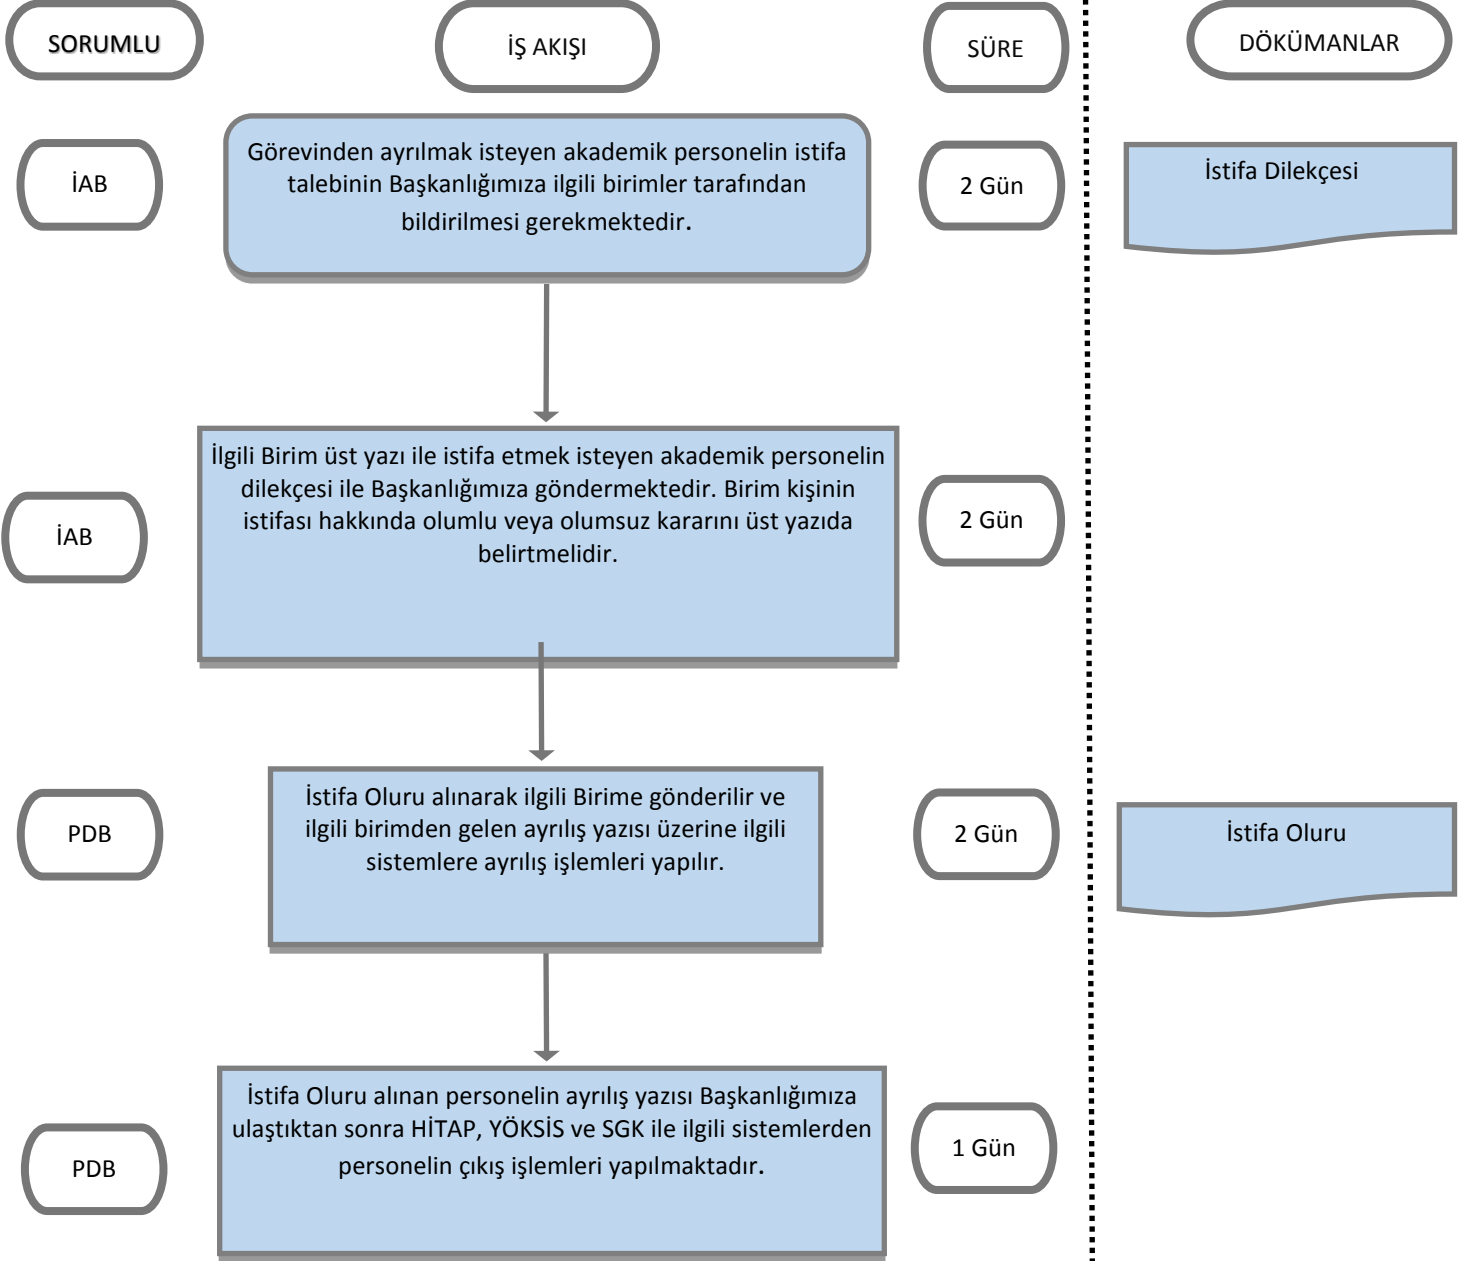 SORUMLU
İŞ AKIŞI
SÜRE
DÖKÜMANLAR
İAB
Görevinden ayrılmak isteyen akademik personelin istifa
talebinin Başkanlığımıza ilgili birimler tarafından
bildirilmesi gerekmektedir.
2 Gün
İstifa Dilekçesi
İAB
İlgili Birim üst yazı ile istifa etmek isteyen akademik personelin
dilekçesi ile Başkanlığımıza göndermektedir. Birim kişinin
istifası hakkında olumlu veya olumsuz kararını üst yazıda
belirtmelidir.
2 Gün
PDB
İstifa Oluru alınarak ilgili Birime gönderilir ve
ilgili birimden gelen ayrılış yazısı üzerine ilgili
sistemlere ayrılış işlemleri yapılır.
2 Gün
İstifa Oluru
PDB
İstifa Oluru alınan personelin ayrılış yazısı Başkanlığımıza
ulaştıktan sonra HİTAP, YÖKSİS ve SGK ile ilgili sistemlerden
personelin çıkış işlemleri yapılmaktadır.
1 Gün